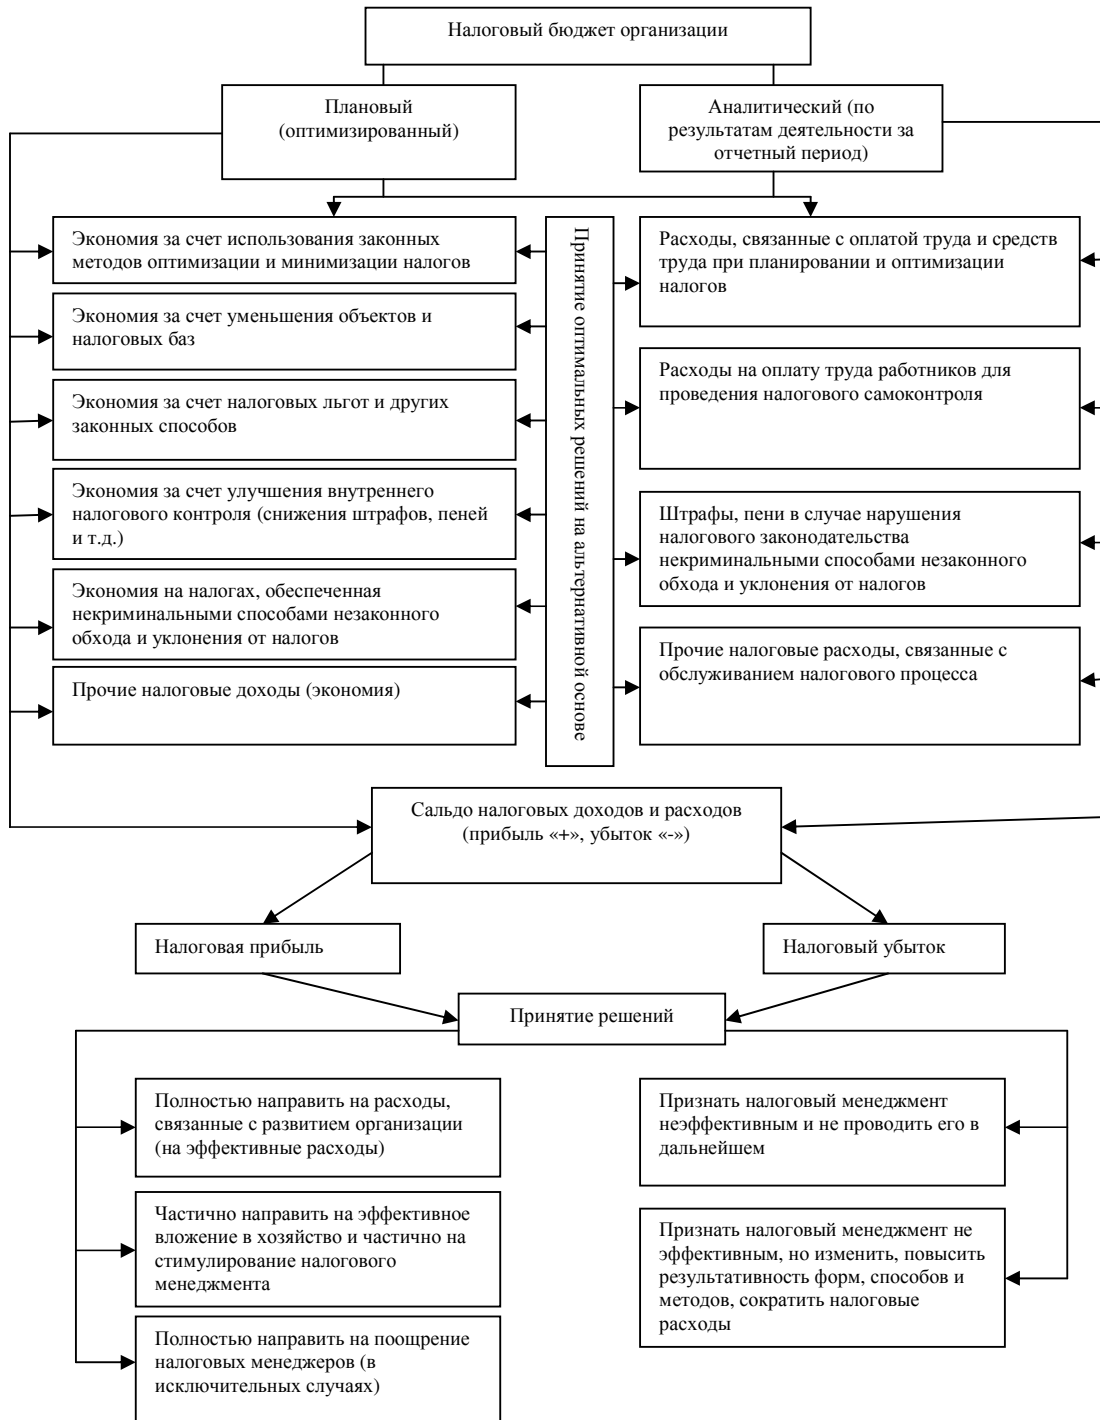 Налоговый бюджет организации
Плановый
(оптимизированный)
Аналитический (по
результатам деятельности за
отчетный период)
Экономия за счет использования законных
методов оптимизации и минимизации налогов
Экономия за счет уменьшения объектов и
налоговых баз
Экономия за счет налоговых льгот и других
законных способов
Экономия за счет улучшения внутреннего
налогового контроля (снижения штрафов, пеней
и т.д.)
Экономия на налогах, обеспеченная
некриминальными способами незаконного
обхода и уклонения от налогов
Прочие налоговые доходы (экономия)
Принятие оптимальных решений на альтернативной основе
Расходы, связанные с оплатой труда и средств
труда при планировании и оптимизации
налогов
Расходы на оплату труда работников для
проведения налогового самоконтроля
Штрафы, пени в случае нарушения
налогового законодательства
некриминальными способами незаконного
обхода и уклонения от налогов
Прочие налоговые расходы, связанные с
обслуживанием налогового процесса
Сальдо налоговых доходов и расходов
(прибыль «+», убыток «-»)
Налоговая прибыль
Налоговый убыток
Принятие решений
Полностью направить на расходы,
связанные с развитием организации
(на эффективные расходы)
Частично направить на эффективное
вложение в хозяйство и частично на
стимулирование налогового
менеджмента
Полностью направить на поощрение
налоговых менеджеров (в
исключительных случаях)
Признать налоговый менеджмент
неэффективным и не проводить его в
дальнейшем
Признать налоговый менеджмент не
эффективным, но изменить, повысить
результативность форм, способов и
методов, сократить налоговые
расходы